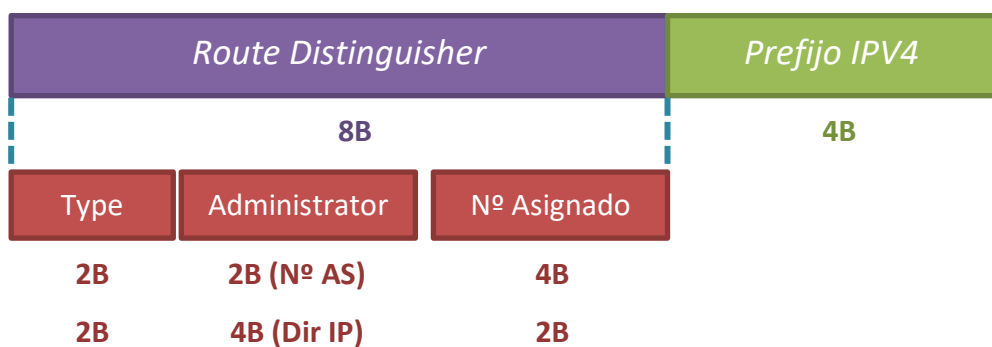 Route Distinguisher Prefijo IPV4
8B 4B
Type Administrator Nº Asignado
2B 2B (Nº AS) 4B
2B 4B (Dir IP) 2B